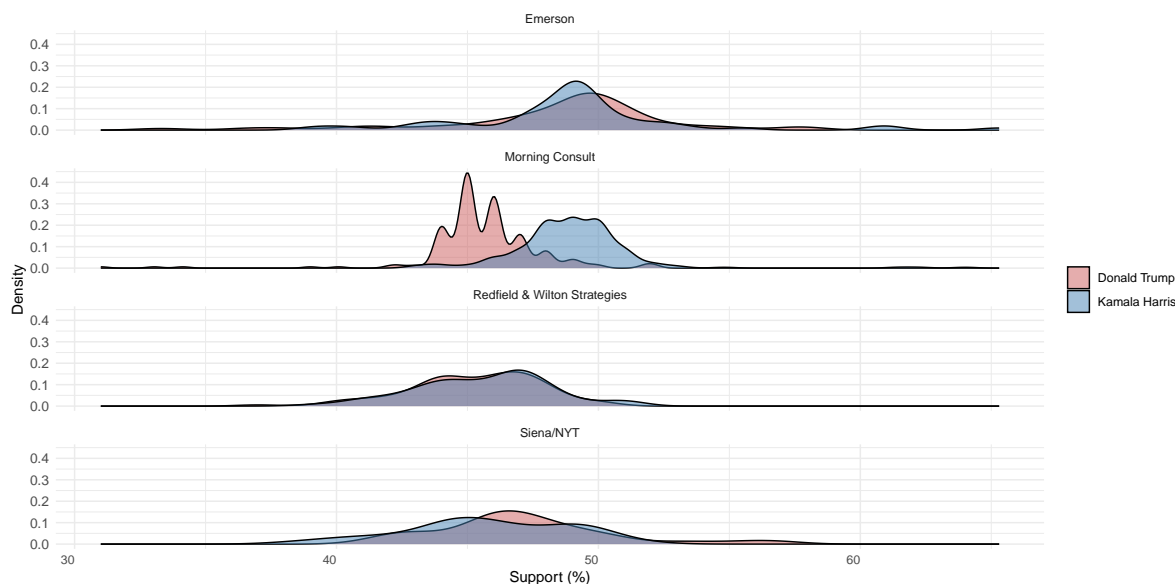 Emerson
0.4
0.3
0.2
0.1
0.0
Morning Consult
0.4
0.3
0.2
0.1
0.0
Redfield & Wilton Strategies
0.4
0.3
0.2
0.1
0.0
Siena/NYT
0.4
0.3
0.2
0.1
0.0
30 40 50 60
Support (%)
Density
Donald Trump
Kamala Harris